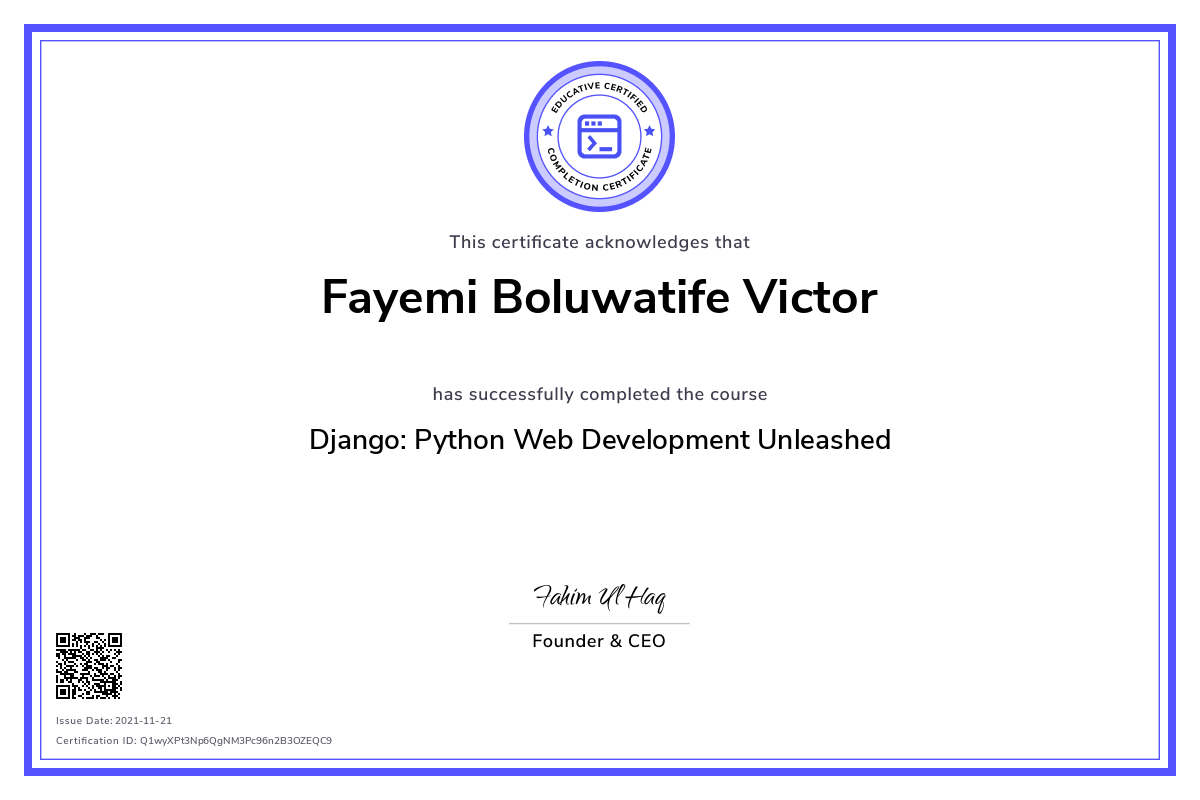 EDUCATIVE CERTIFIED
COMPLETION CERTIFICATE
This certificate acknowledges that
Fayemi Boluwatife Victor
has successfully completed the course
Django: Python Web Development Unleashed
Fahim Ul Haq
Founder & CEO
Issue Date: 2021-11-21
Certification ID: Q1wyXPt3Np6QgNM3Pc96n2B3OZEQC9